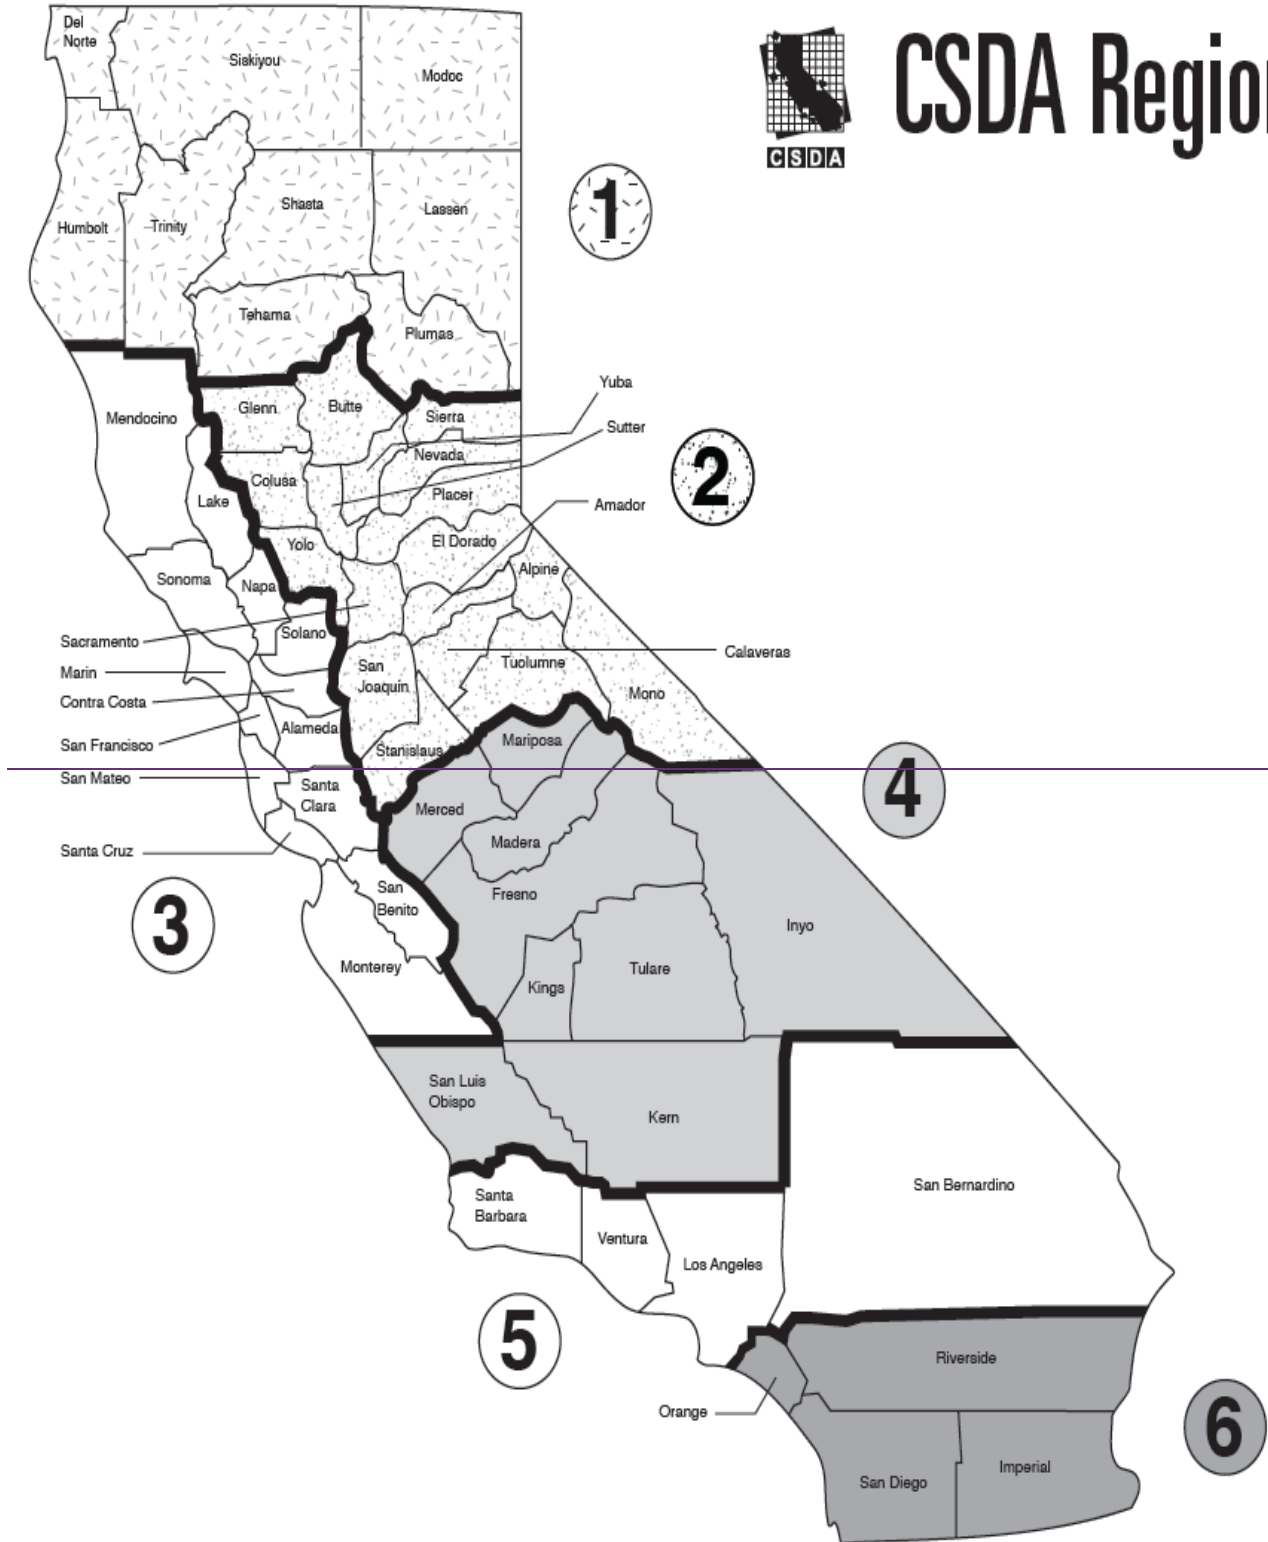 CSDA Regio
CSDA
Del
Norte
Siskiyou
Modoc
Humbolt
Trinity
Shasta
Lassen
1
Tehama
Plumas
Mendocino
Glenn
Butte
Sierra
Yuba
Sutter
Nevada
2
Colusa
Placer
Lake
Amador
Yolo
El Dorado
Alpine
Sonoma
Napa
Solano
Sacramento
Marin
Contra Costa
San Francisco
San Mateo
Santa Cruz
San
Joaquin
Tuolumne
Calaveras
Mono
Alameda
Stanislaus
Mariposa
4
Santa
Clara
Merced
Madera
3
San
Benito
Fresno
Inyo
Monterey
Kings
Tulare
San Luis
Obispo
Kern
San Bernardino
Santa
Barbara
Ventura
Los Angeles
5
Riverside
Orange
6
San Diego
Imperial